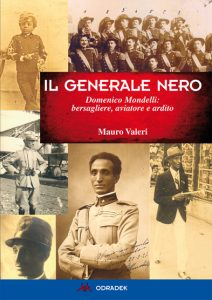 IL GENERALE NERO
Domenico Mondelli:
bersagliere, aviatore e ardito
Mauro Valeri
ODRADEK